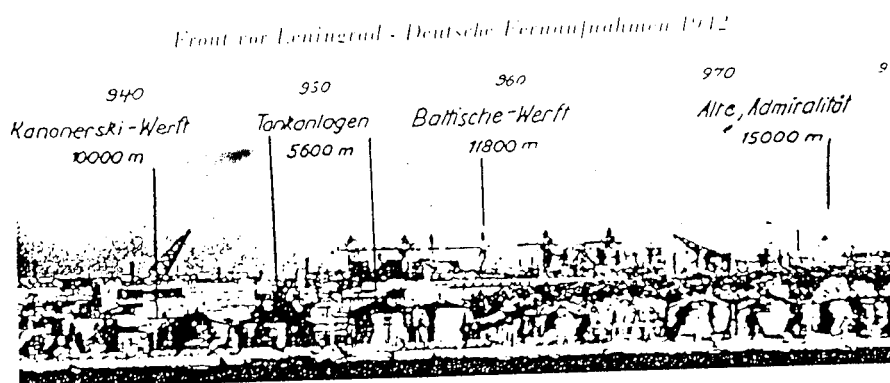 Front vor Leningrad - Deutsche Fernaufnahmen 1942
940 950 960 970 9
Kanonerski-Werft Tankanlagen Baltische-Werft Alte, Admiralität
10000 m 5600 m 11800 m 15000 m